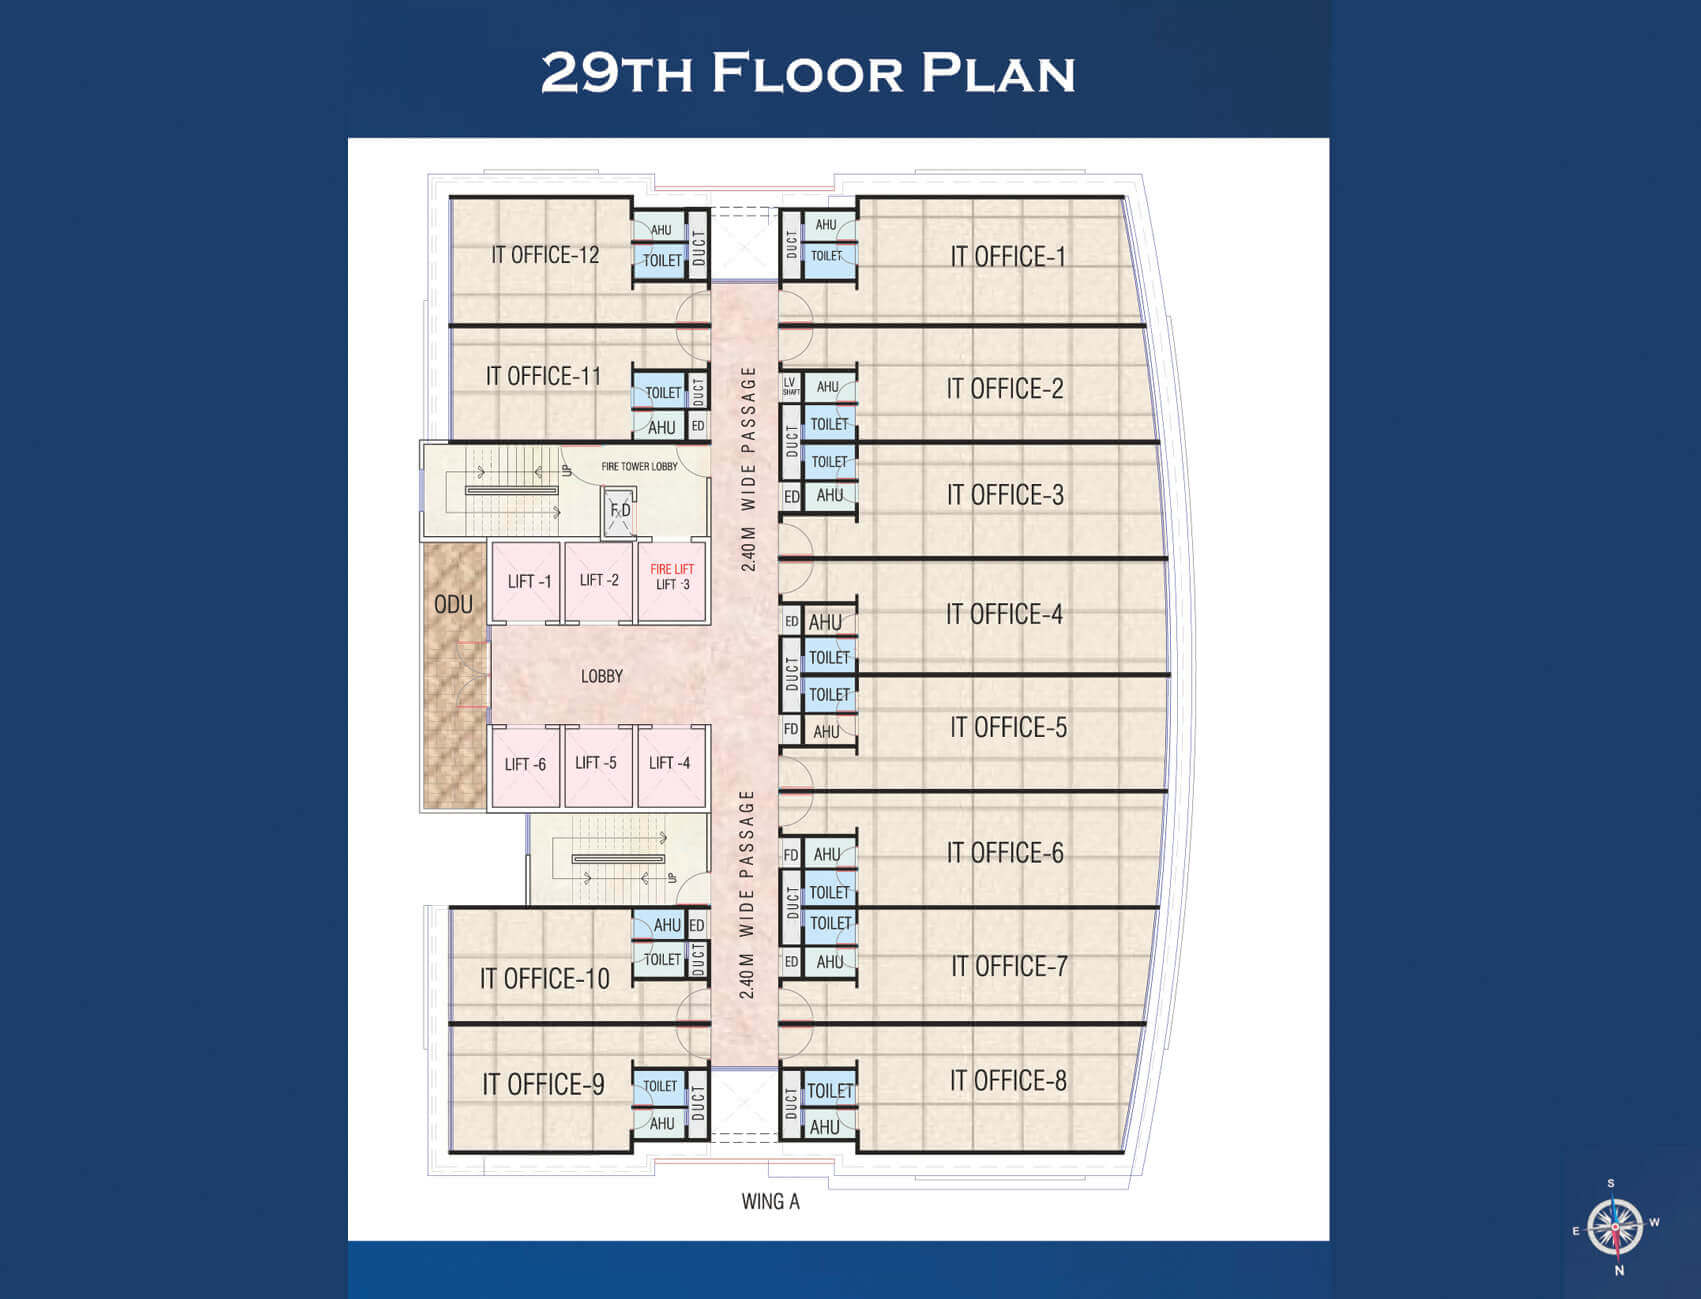 29TH FLOOR PLAN
IT OFFICE-12
AHU
TOILET
DUCT
DUCT
AHU
TOILET
IT OFFICE-1
IT OFFICE-11
TOILET
DUCT
AHU
ED
2.40 M WIDE PASSAGE
LV
SHAFT
AHU
DUCT
TOILET
IT OFFICE-2
TOILET
ED
AHU
IT OFFICE-3
UP
FIRE TOWER LOBBY
F.D
LIFT -1
LIFT -2
FIRE LIFT
LIFT -3
ODU
LOBBY
ED
AHU
DUCT
TOILET
IT OFFICE-4
TOILET
FD
AHU
IT OFFICE-5
LIFT -6
LIFT -5
LIFT -4
2.40 M WIDE PASSAGE
UP
FD
AHU
DUCT
TOILET
IT OFFICE-6
TOILET
ED
AHU
IT OFFICE-7
IT OFFICE-10
AHU
ED
TOILET
DUCT
IT OFFICE-9
TOILET
AHU
DUCT
DUCT
TOILET
AHU
IT OFFICE-8
WING A
S
E
W
N